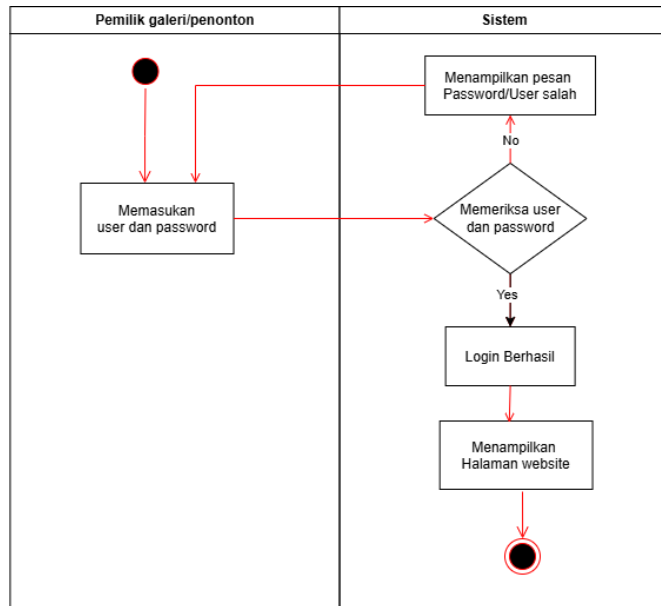 Pemilik galeri/penonton
Sistem
Menampilkan pesan
Password/User salah
No
Memasukan
user dan password
Memeriksa user
dan password
Yes
Login Berhasil
Menampilkan
Halaman website